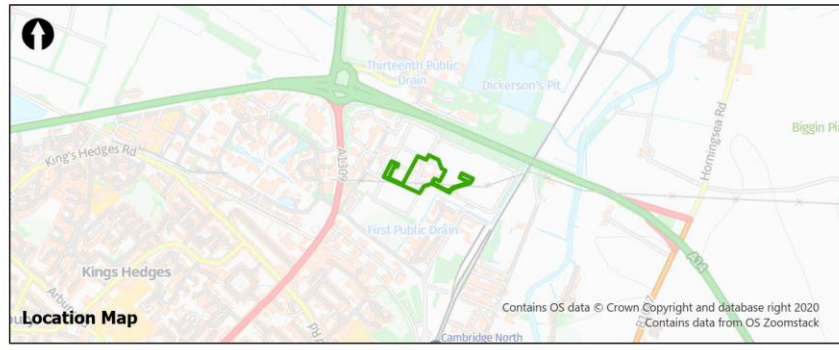 Thirteenth Public
Drain
Dickerson's Pit
Horningsea Rd
Biggin
King's Hedges Rd
A1309
First Public Drain
Kings Hedges
A14
Rd
Location Map
Cambridge North
Contains OS data © Crown Copyright and database right 2020
Contains data from OS Zoomstack